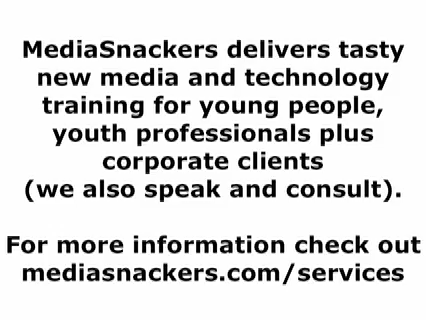 MediaSnackers delivers tasty
new media and technology
training for young people,
youth professionals plus
corporate clients
(we also speak and consult).
For more information check out
mediasnackers.com/services